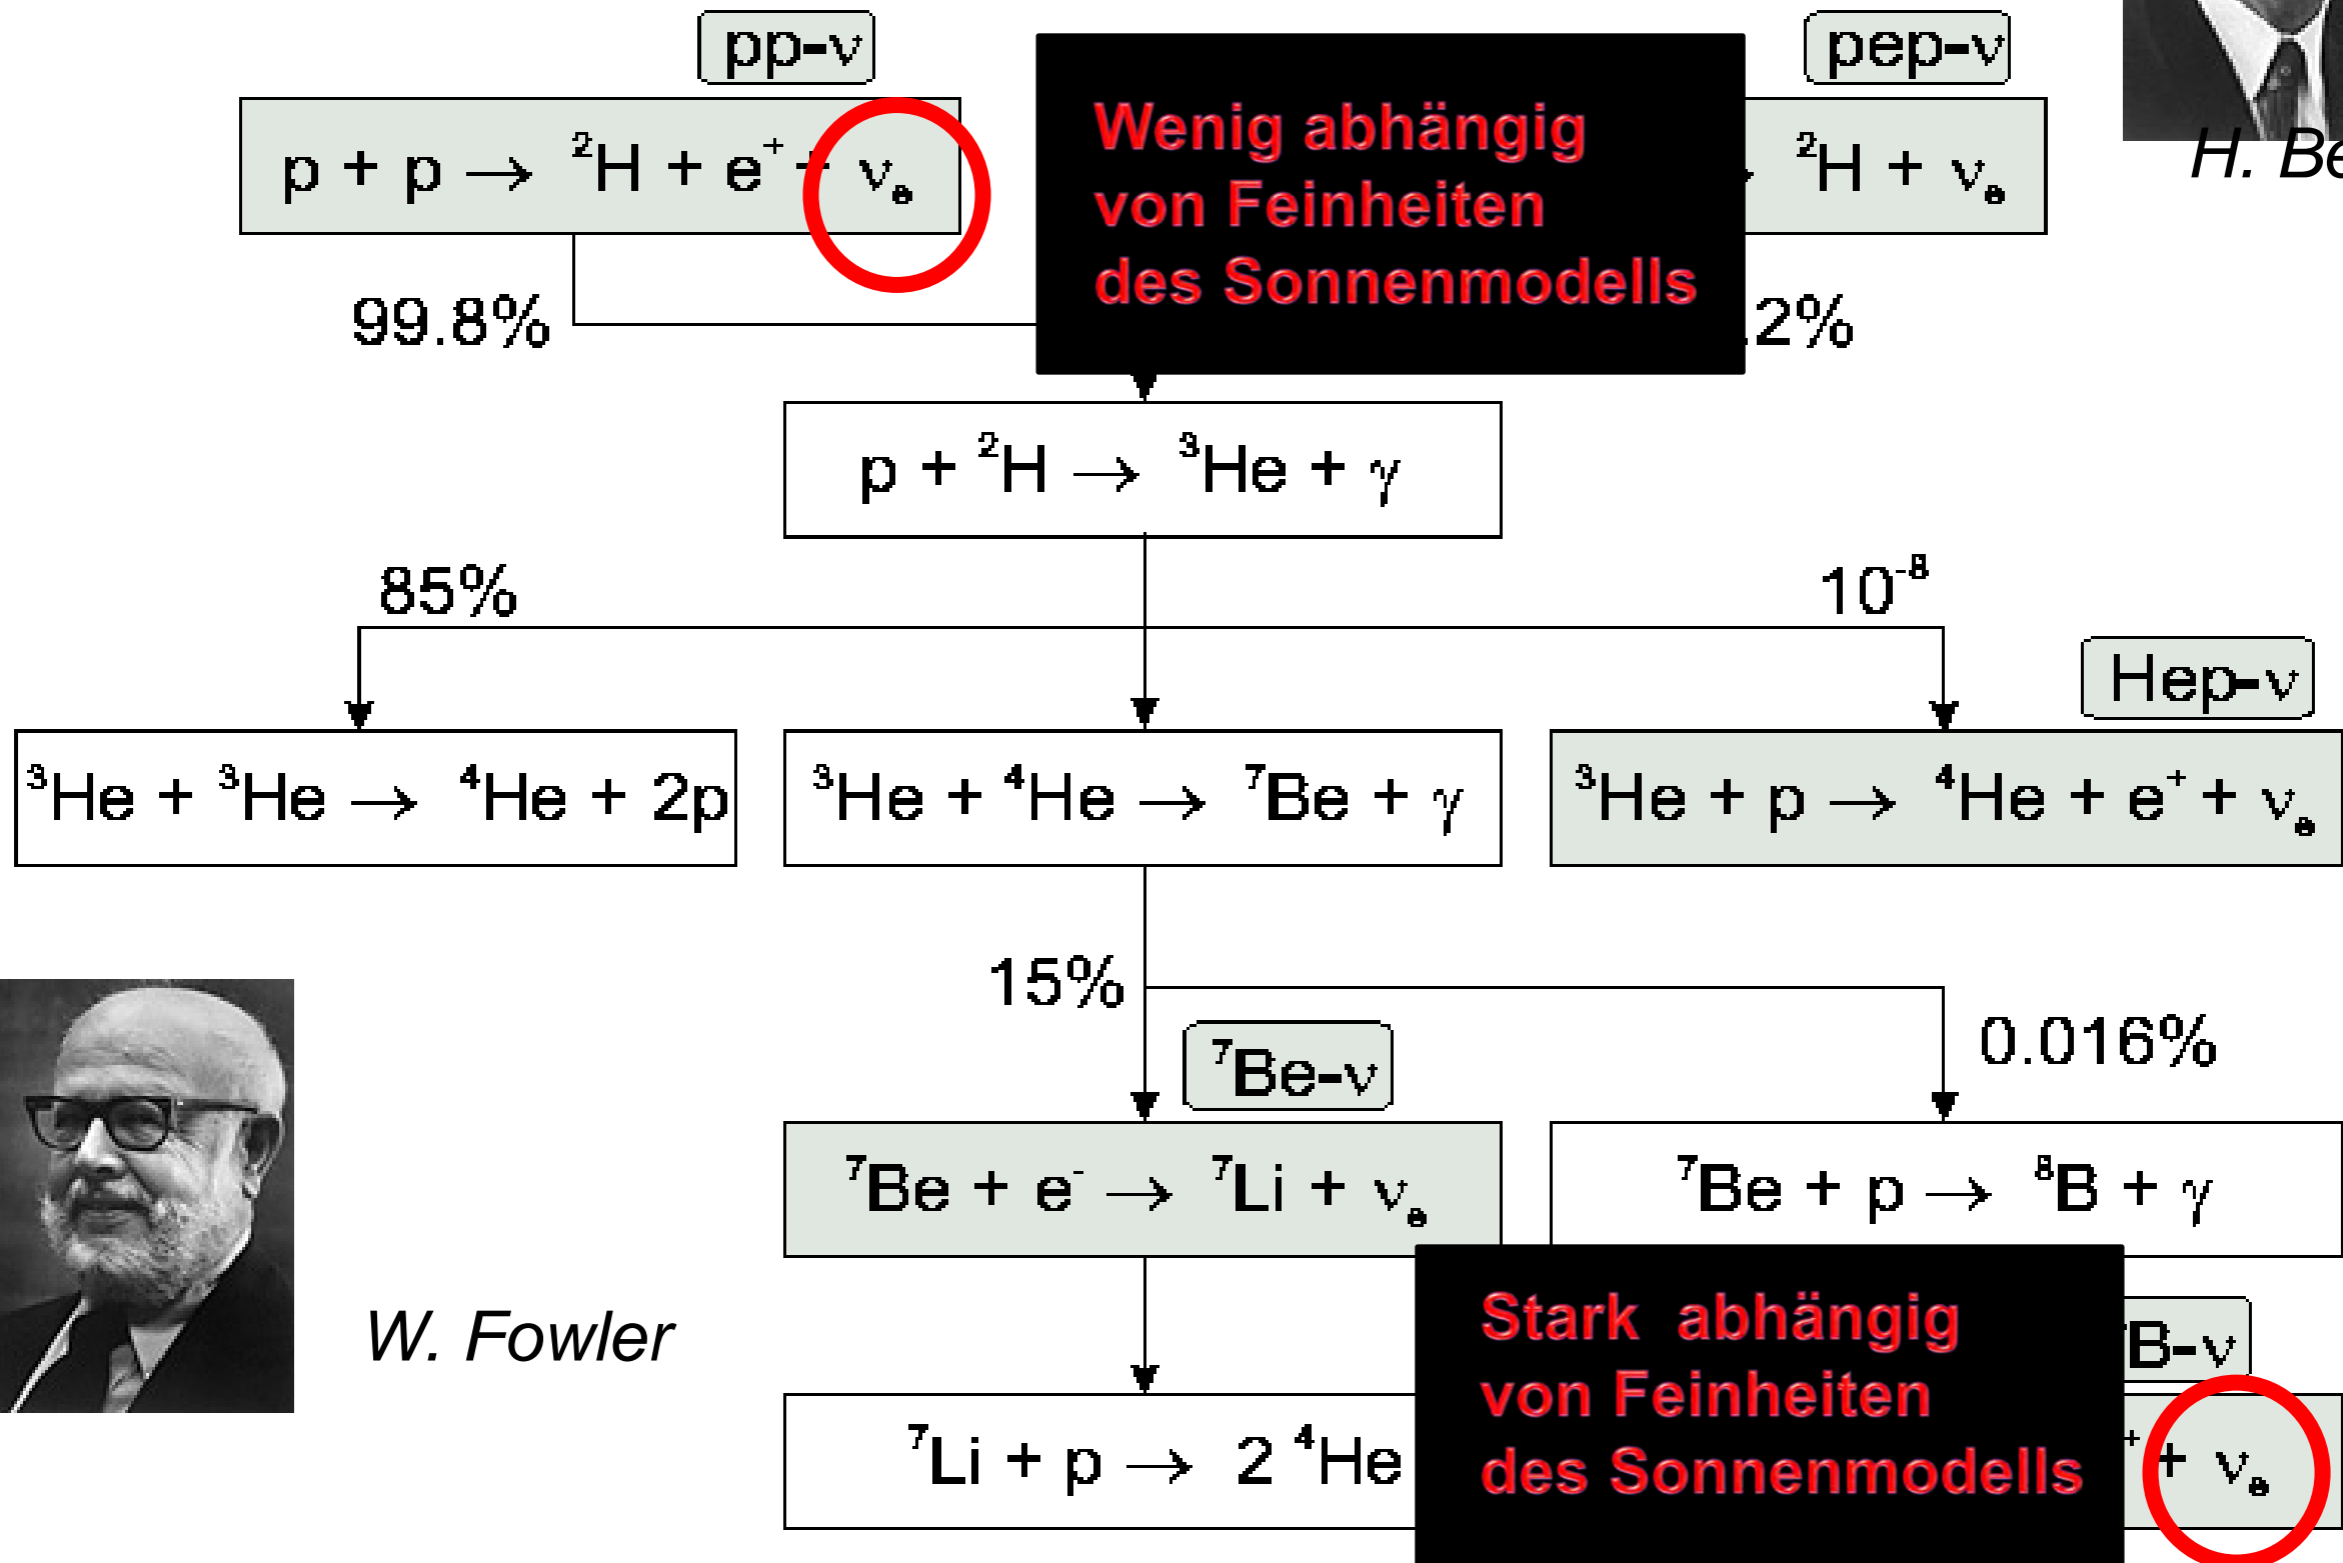 pp-ν
pep-ν
p + p → ²H + e⁺ + νₑ
Wenig abhängig
von Feinheiten
des Sonnenmodells
²H + νₑ
H. Be
99.8%
.2%
p + ²H → ³He + γ
85%
10⁻⁸
Hep-ν
³He + ³He → ⁴He + 2p
³He + ⁴He → ⁷Be + γ
³He + p → ⁴He + e⁺ + νₑ
15%
0.016%
⁷Be-ν
⁷Be + e⁻ → ⁷Li + νₑ
⁷Be + p → ⁸B + γ
W. Fowler
Stark abhängig
von Feinheiten
des Sonnenmodells
B-ν
⁷Li + p → 2 ⁴He
⁺ + νₑ